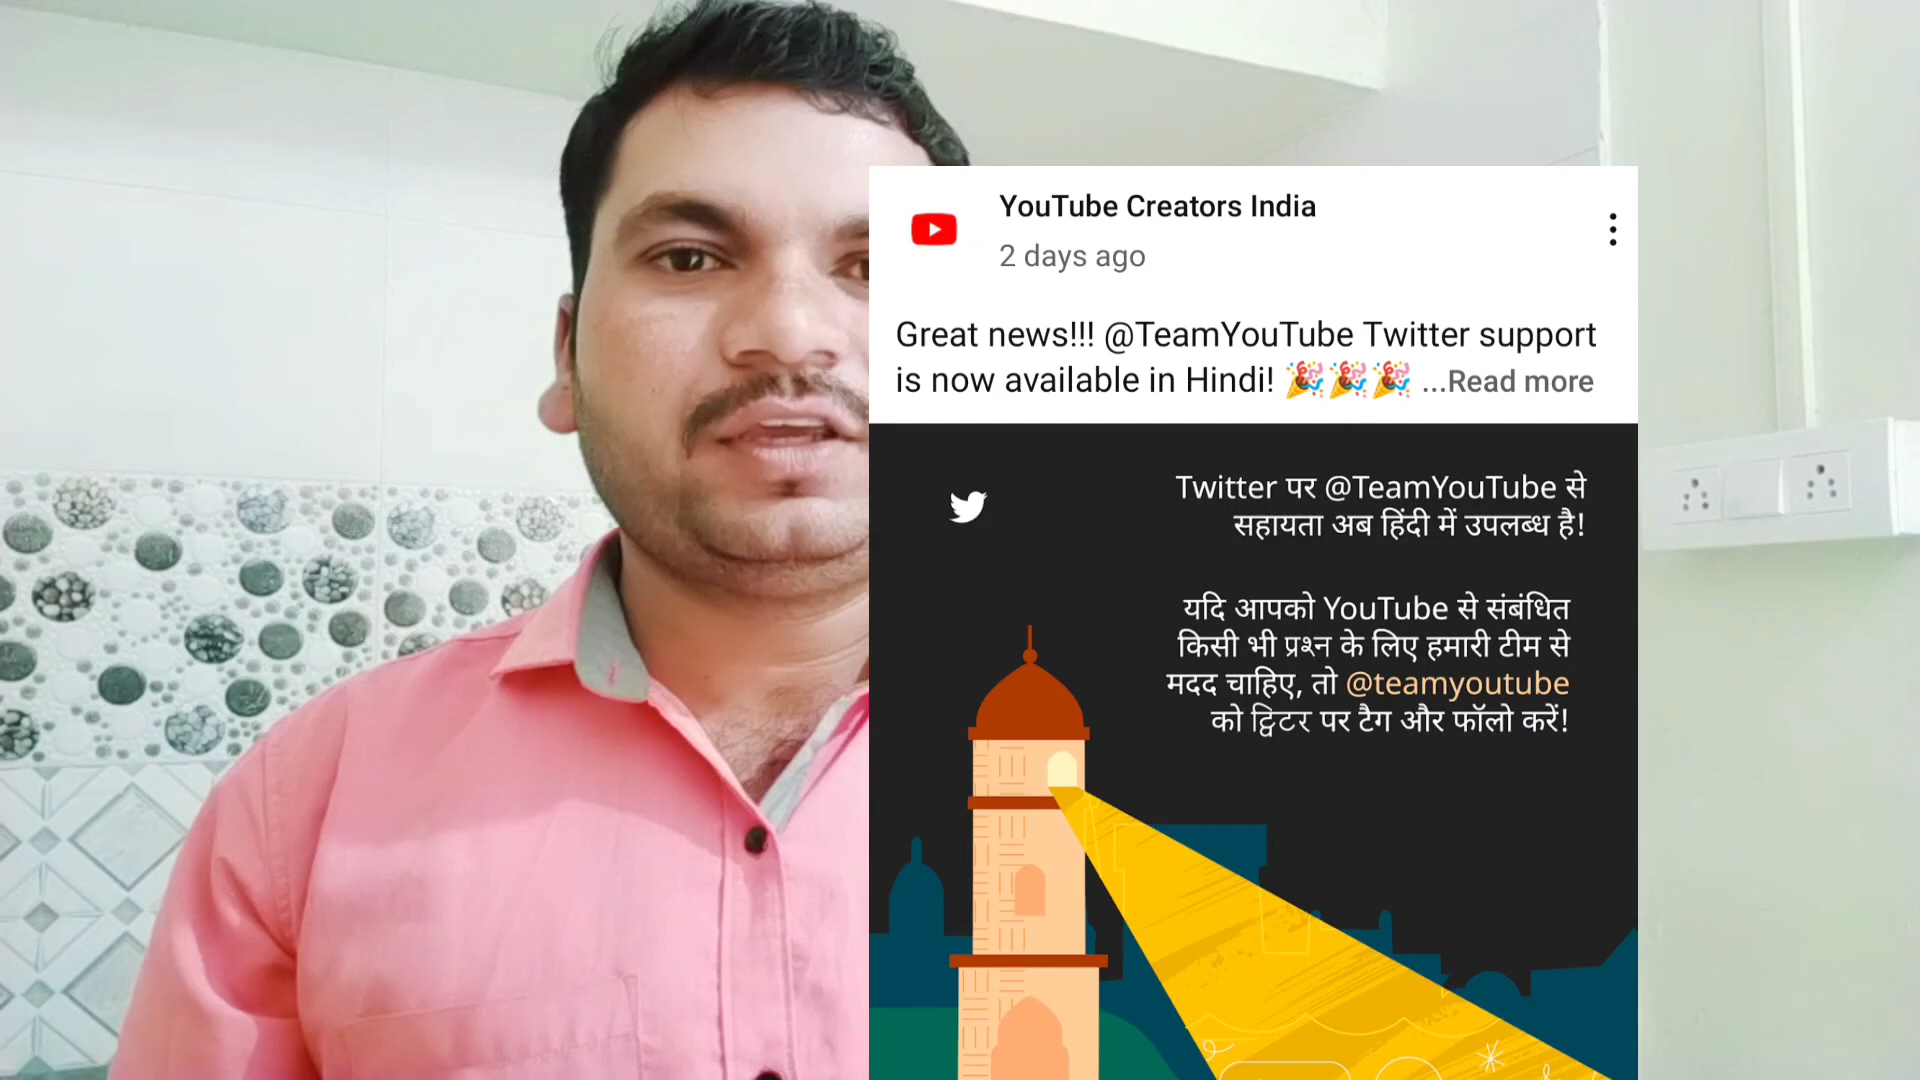 YouTube Creators India
2 days ago
Great news!!! @TeamYouTube Twitter support
is now available in Hindi! 🎉🎉🎉 ...Read more
Twitter पर @TeamYouTube से
सहायता अब हिंदी में उपलब्ध है!
यदि आपको YouTube से संबंधित
किसी भी प्रश्न के लिए हमारी टीम से
मदद चाहिए, तो @teamyoutube
को ट्विटर पर टैग और फॉलो करें!